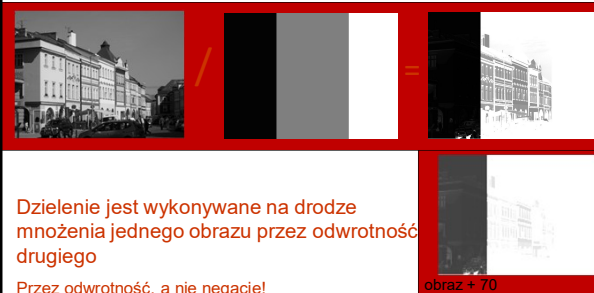 /
=
Dzielenie jest wykonywane na drodze
mnożenia jednego obrazu przez odwrotność
drugiego
Przez odwrotność, a nie negację!
obraz + 70